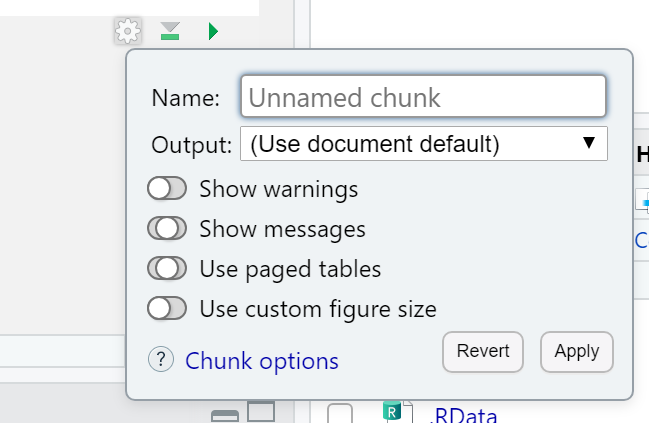 Name: Unnamed chunk
Output: (Use document default)
Show warnings
Show messages
Use paged tables
Use custom figure size
? Chunk options Revert Apply
R .RData